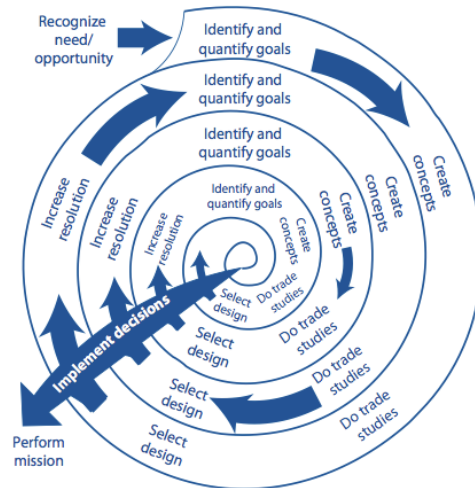 Recognize
need/
opportunity
Identify and
quantify goals
Identify and
quantify goals
Identify and
quantify goals
Identify and
quantify goals
Create
concepts
Create
concepts
Create
concepts
Create
concepts
Do trade
studies
Do trade
studies
Do trade
studies
Do trade
studies
Select
design
Select
design
Select
design
Select
design
Increase
resolution
Increase
resolution
Increase
resolution
Implement decisions
Perform
mission